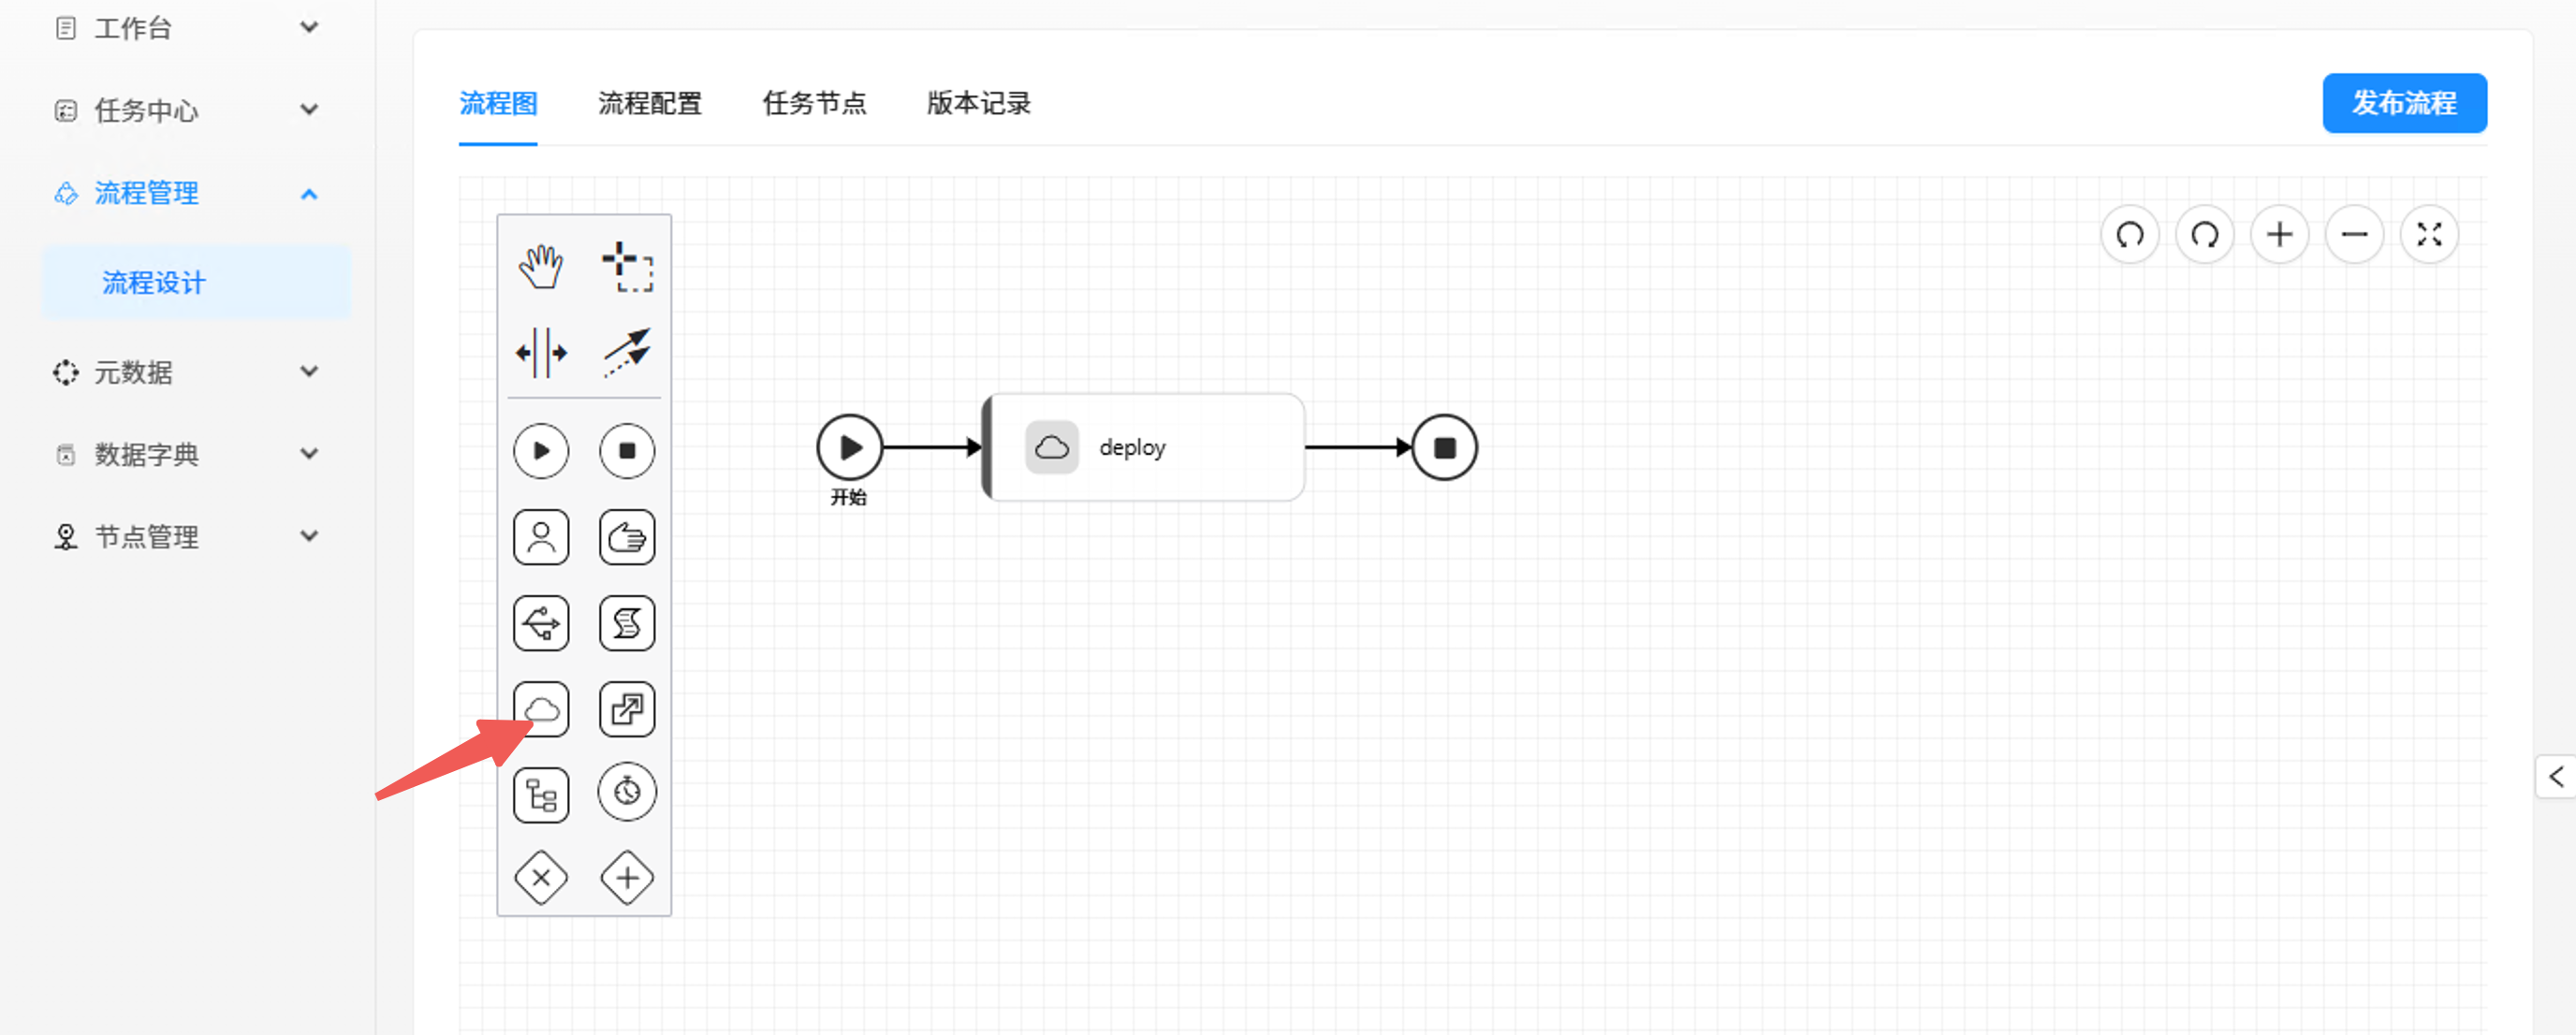 工作台
任务中心
流程管理
流程设计
元数据
数据字典
节点管理
流程图 流程配置 任务节点 版本记录
发布流程
deploy
开始